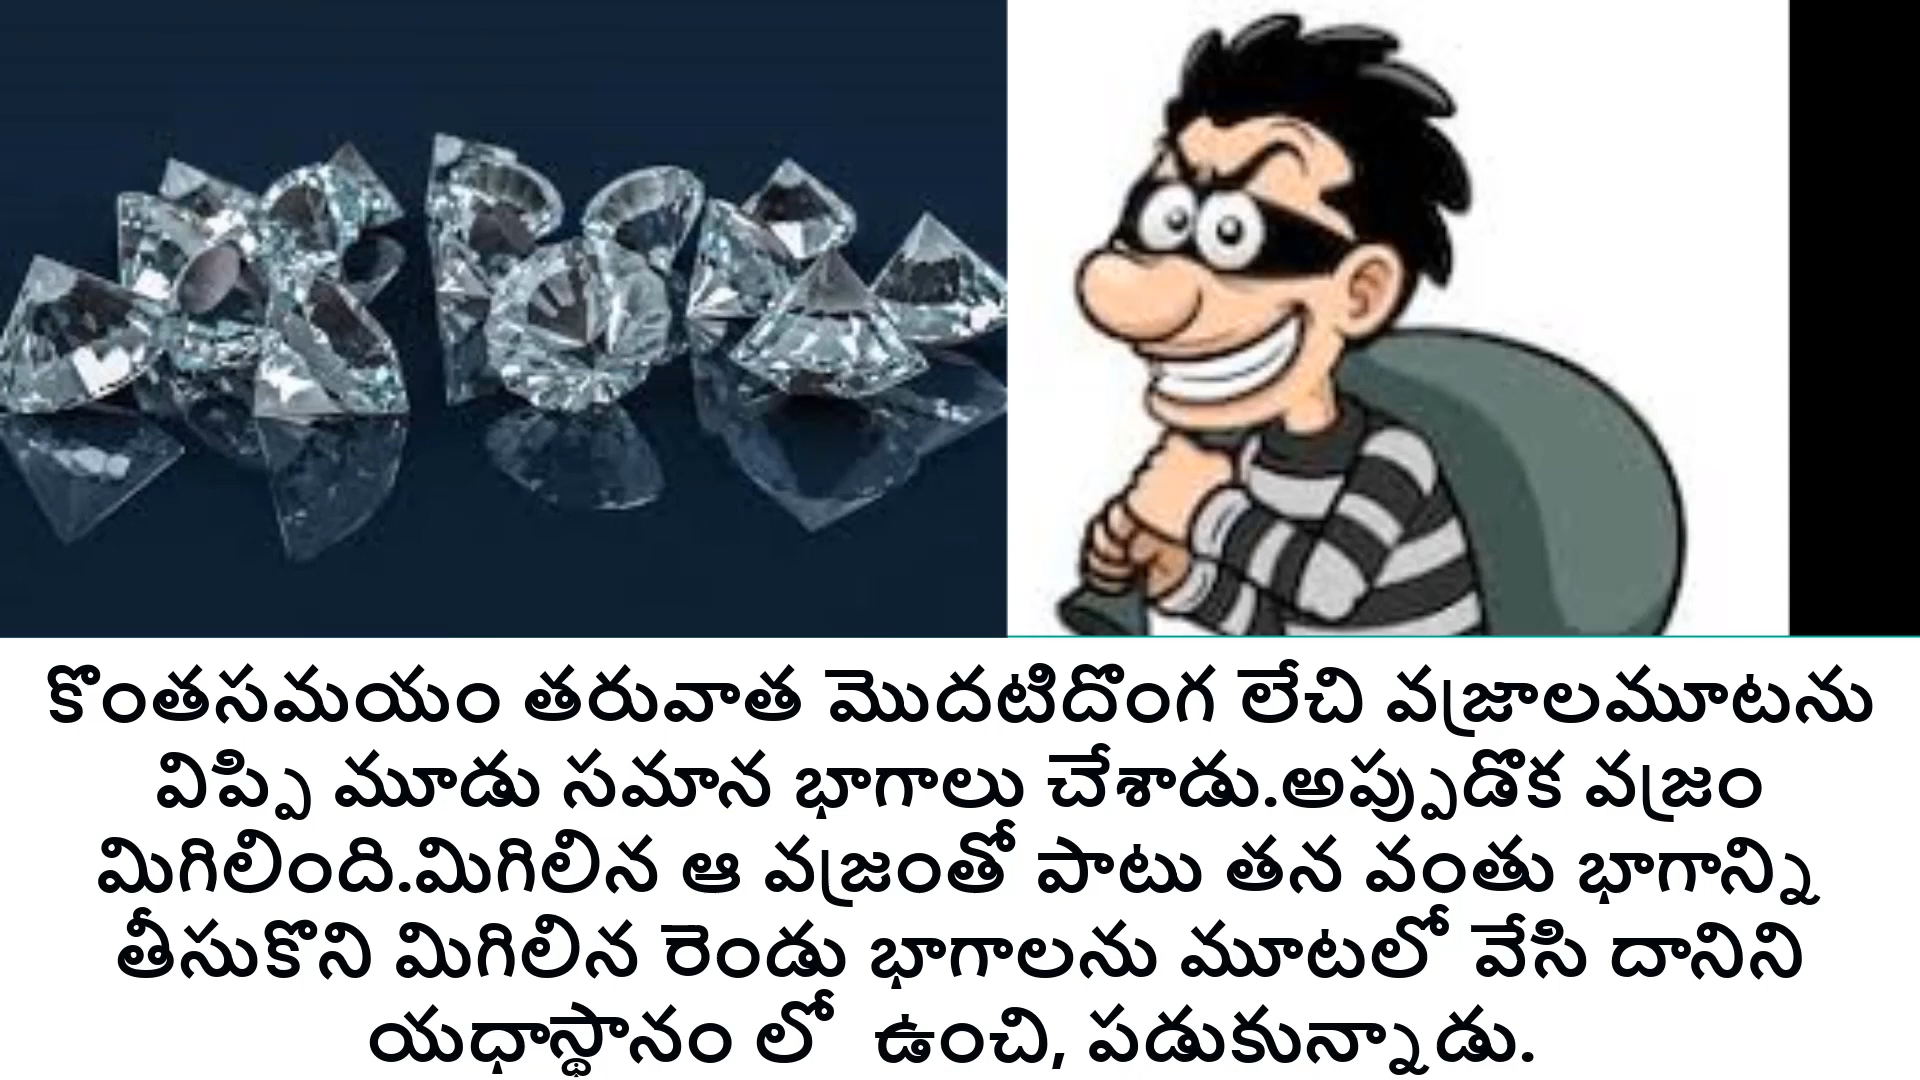 కొంతసమయం తరువాత మొదటిదొంగ లేచి వజ్రాలమూటను
విప్పి మూడు సమాన భాగాలు చేశాడు.అప్పుడొక వజ్రం
మిగిలింది.మిగిలిన ఆ వజ్రంతో పాటు తన వంతు భాగాన్ని
తీసుకొని మిగిలిన రెండు భాగాలను మూటలో వేసి దానిని
యధాస్థానం లో  ఉంచి, పడుకున్నాడు.